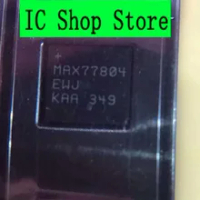 IC Shop Store
+
MAX77804
EWJ
KAA 349